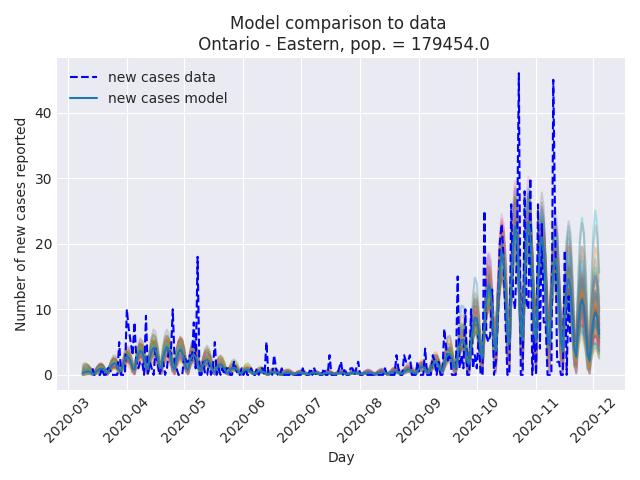 Model comparison to data
Ontario - Eastern, pop. = 179454.0
new cases data
new cases model
Number of new cases reported
40
30
20
10
0
2020-03
2020-04
2020-05
2020-06
2020-07
2020-08
2020-09
2020-10
2020-11
2020-12
Day